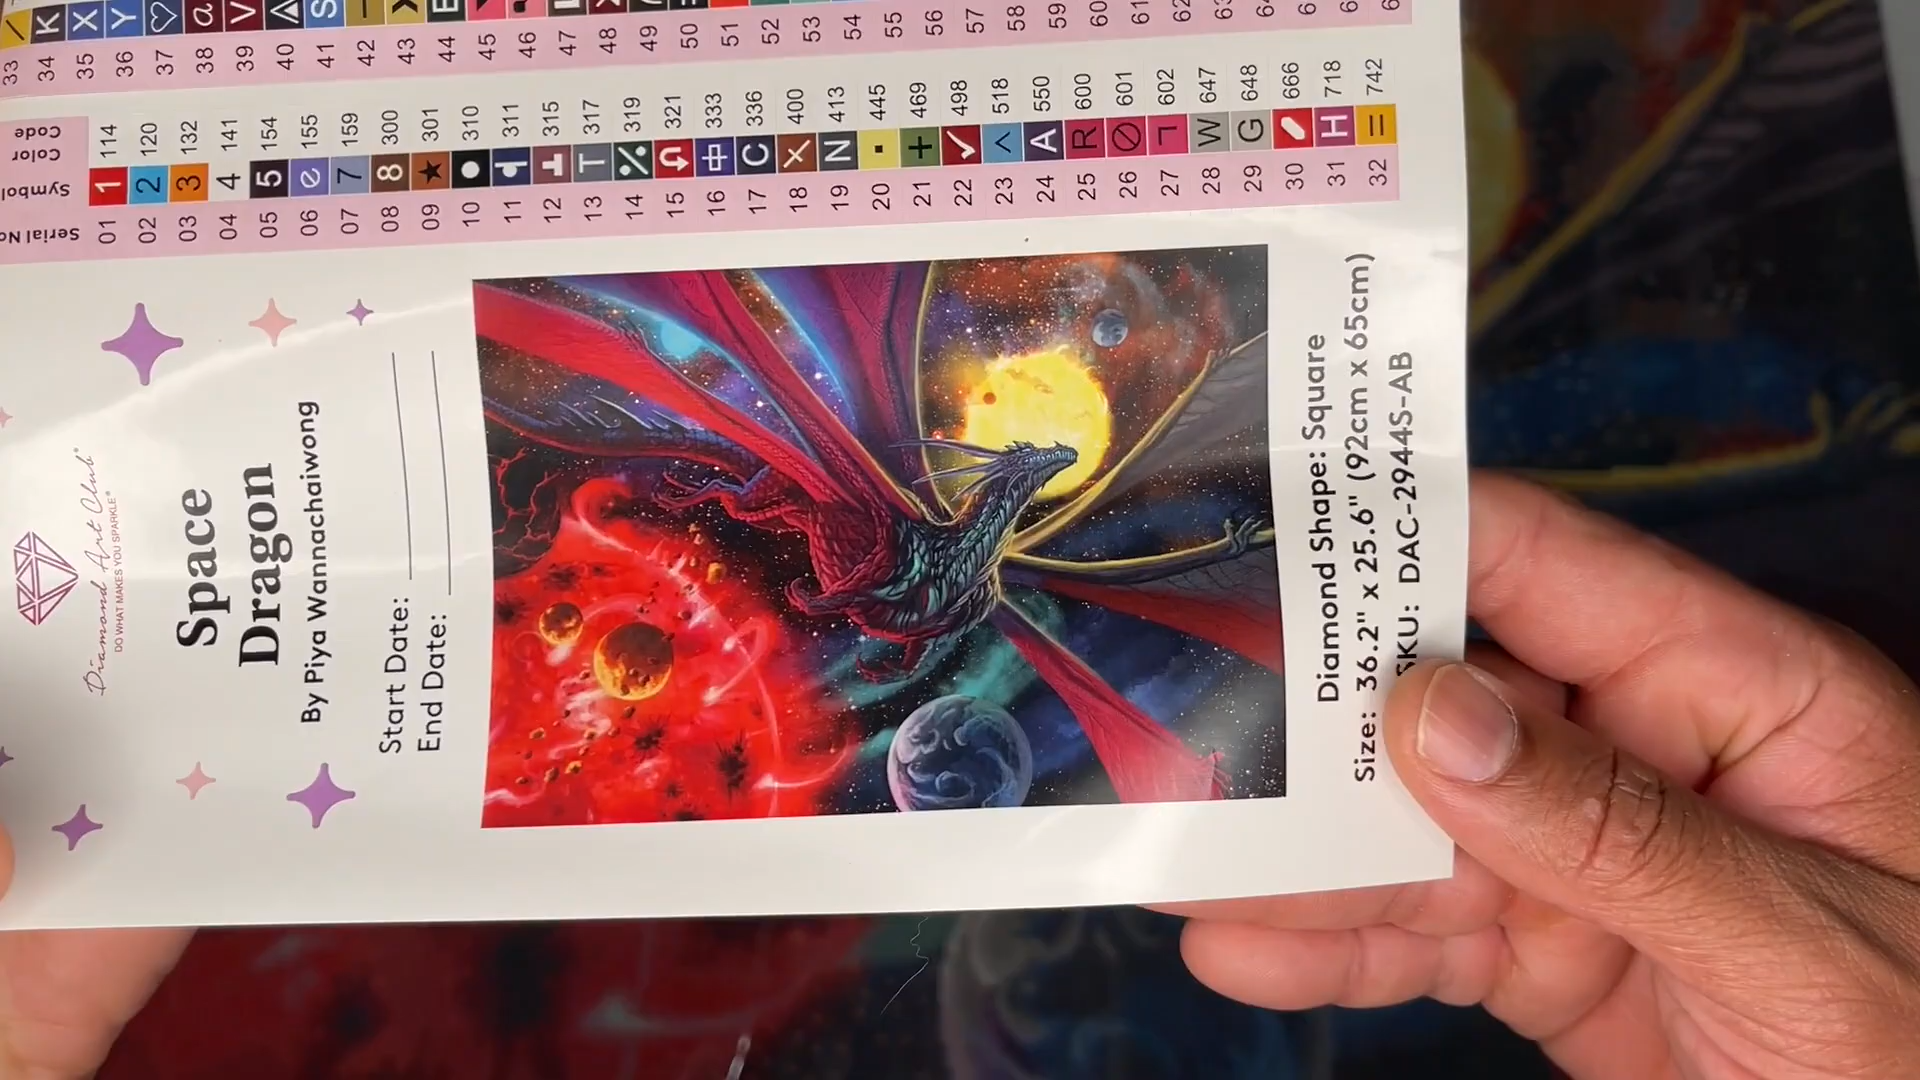 Diamond Art Club®
DO WHAT MAKES YOU SPARKLE®
Space
Dragon
By Piya Wannachaiwong
Start Date:
End Date:
Diamond Shape: Square
Size: 36.2" x 25.6" (92cm x 65cm)
SKU: DAC-2944S-AB
Serial No Symbol Color Code
01 1 114
02 2 120
03 3 132
04 4 141
05 5 154
06 e 155
07 7 159
08 8 300
09 ★ 301
10 ● 310
11 311
12 315
13 T 317
14 319
15 321
16 中 333
17 C 336
18 × 400
19 N 413
20 ▪ 445
21 + 469
22 ✓ 498
23 ^ 518
24 A 550
25 R 600
26 ∅ 601
27 ㄱ 602
28 W 647
29 G 648
30 666
31 H 718
32 = 742
33 /
34 K
35 X
36 Y
37 ♡
38 a
39 V
40
41 S
42
43
44
45
46
47
48
49
50
51
52
53
54
55
56
57
58
59